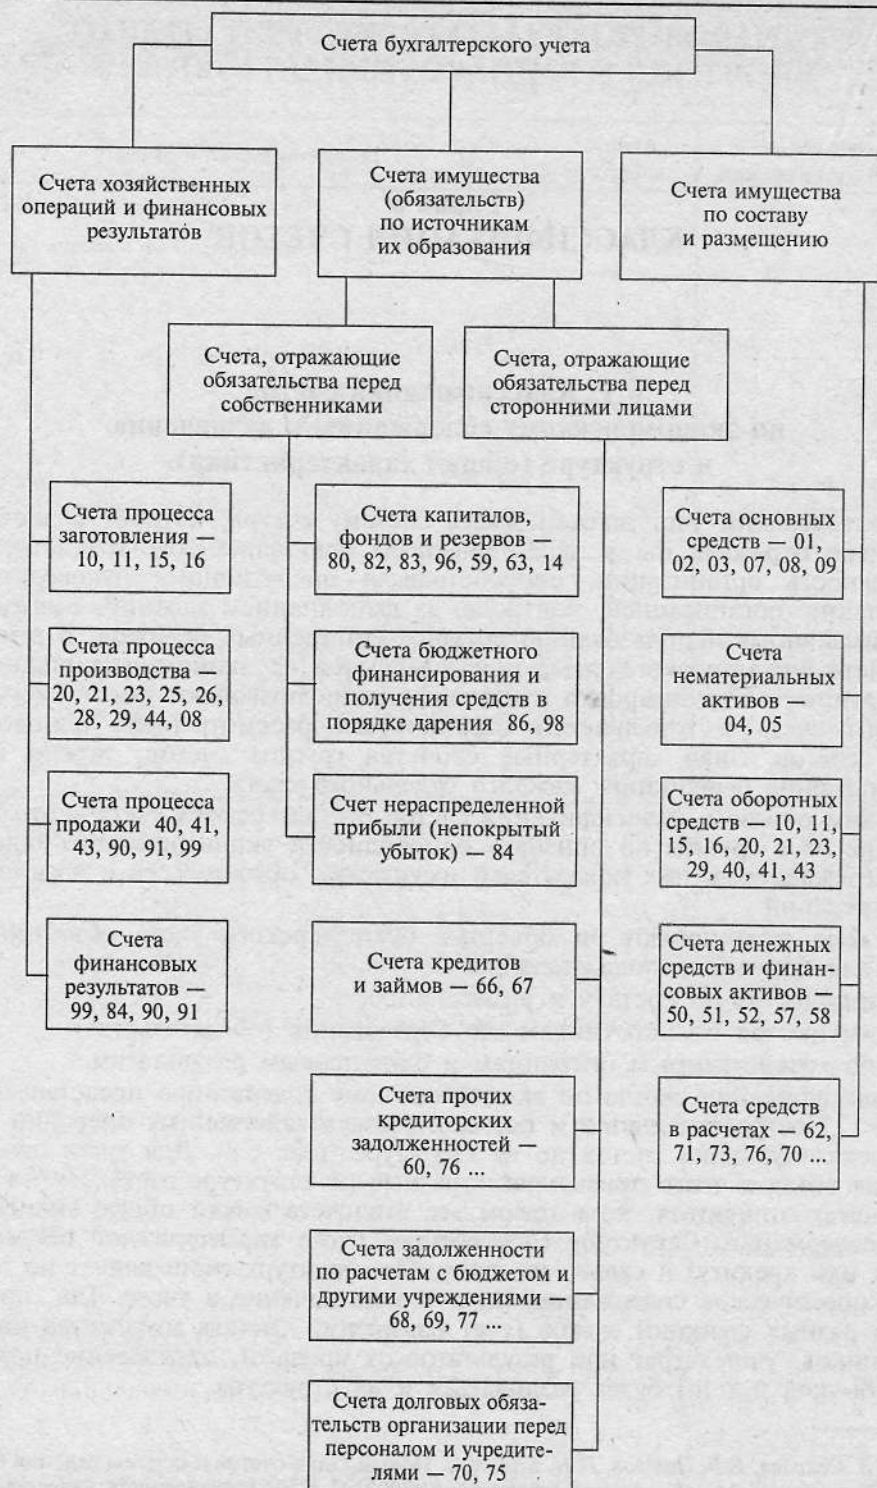 Счета бухгалтерского учета
Счета хозяйственных
операций и финансовых
результатов
Счета имущества
(обязательств)
по источникам
их образования
Счета имущества
по составу
и размещению
Счета, отражающие
обязательства перед
собственниками
Счета, отражающие
обязательства перед
сторонними лицами
Счета процесса
заготовления —
10, 11, 15, 16
Счета капиталов,
фондов и резервов —
80, 82, 83, 96, 59, 63, 14
Счета основных
средств — 01,
02, 03, 07, 08, 09
Счета процесса
производства —
20, 21, 23, 25, 26,
28, 29, 44, 08
Счета бюджетного
финансирования и
получения средств в
порядке дарения 86, 98
Счета
нематериальных
активов —
04, 05
Счета процесса
продажи 40, 41,
43, 90, 91, 99
Счет нераспределенной
прибыли (непокрытый
убыток) — 84
Счета оборотных
средств — 10, 11,
15, 16, 20, 21, 23,
29, 40, 41, 43
Счета
финансовых
результатов —
99, 84, 90, 91
Счета кредитов
и займов — 66, 67
Счета денежных
средств и финан-
совых активов —
50, 51, 52, 57, 58
Счета прочих
кредиторских
задолженностей —
60, 76 ...
Счета средств
в расчетах — 62,
71, 73, 76, 70 ...
Счета задолженности
по расчетам с бюджетом и
другими учреждениями —
68, 69, 77 ...
Счета долговых обяза-
тельств организации перед
персоналом и учредите-
лями — 70, 75